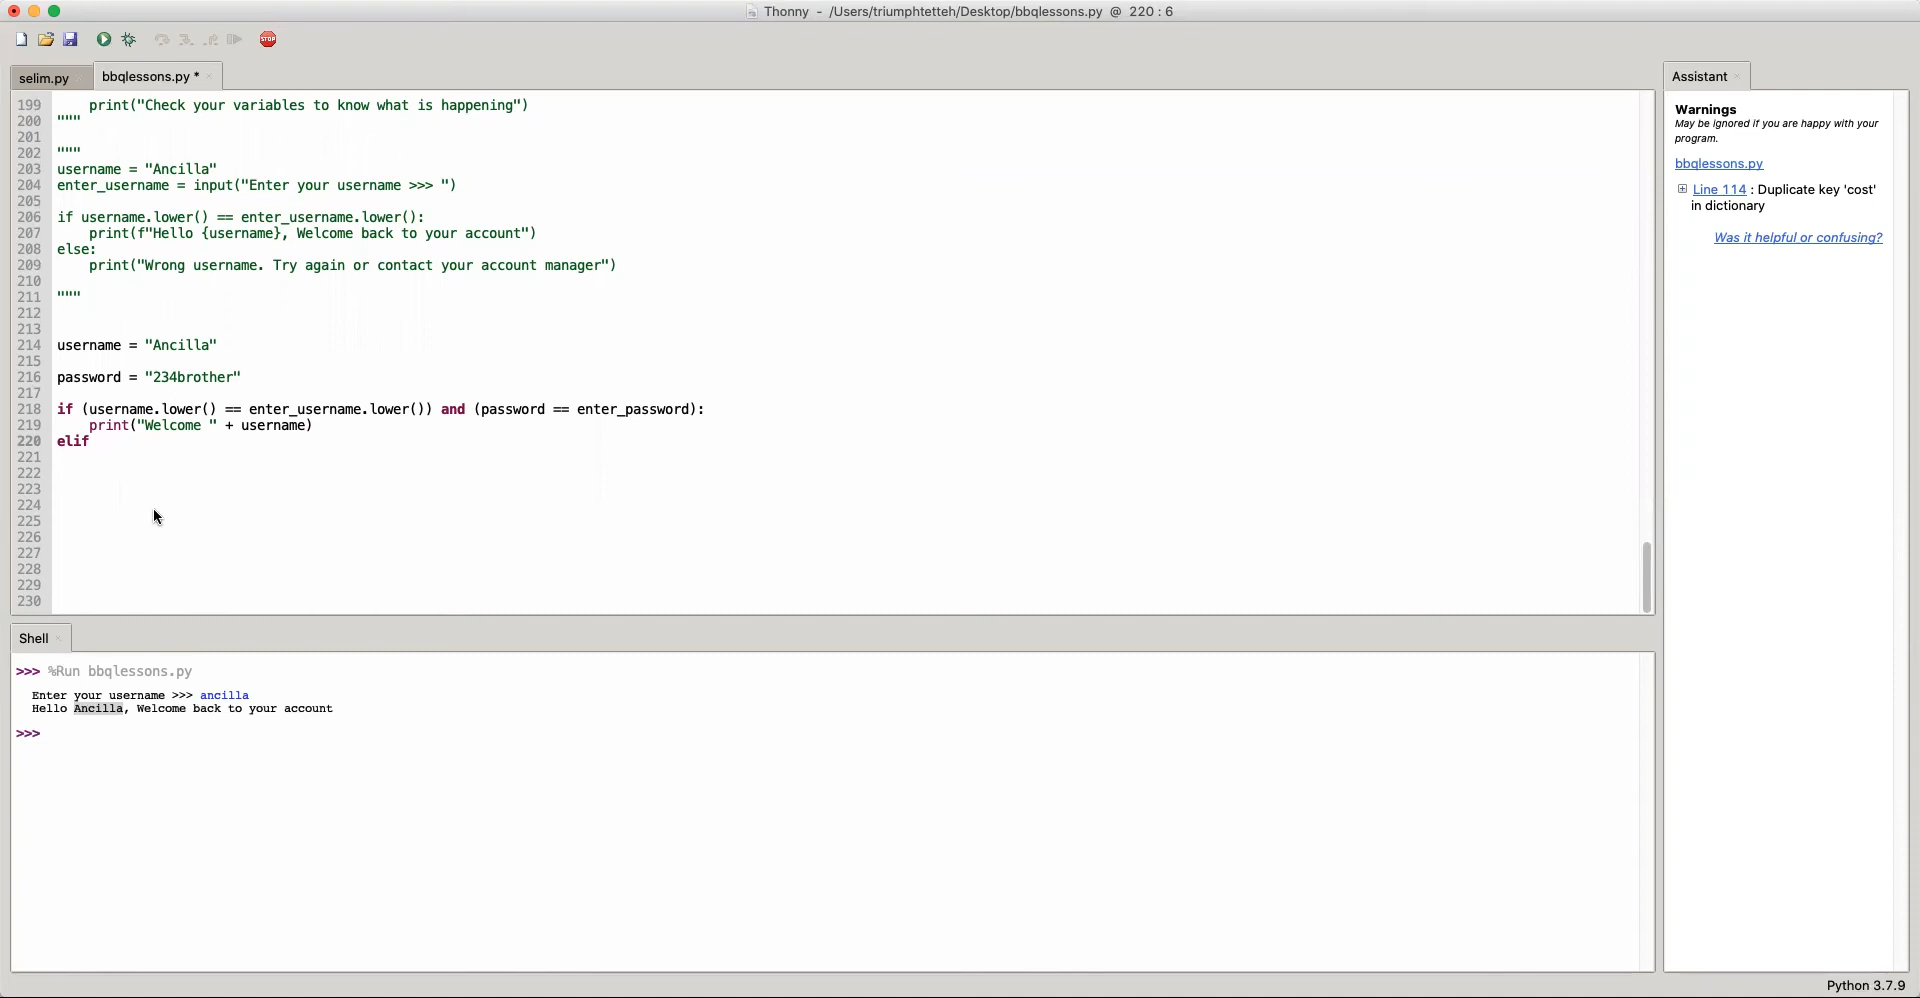 Thonny - /Users/triumphtetteh/Desktop/bbqlessons.py @ 220 : 6
STOP
selim.py
bbqlessons.py *
199     print("Check your variables to know what is happening")
200 """
201
202 """
203 username = "Ancilla"
204 enter_username = input("Enter your username >>> ")
205
206 if username.lower() == enter_username.lower():
207     print(f"Hello {username}, Welcome back to your account")
208 else:
209     print("Wrong username. Try again or contact your account manager")
210
211 """
212
213
214 username = "Ancilla"
215
216 password = "234brother"
217
218 if (username.lower() == enter_username.lower()) and (password == enter_password):
219     print("Welcome " + username)
220 elif
221
222
223
224
225
226
227
228
229
230
Shell
>>> %Run bbqlessons.py
Enter your username >>> ancilla
Hello Ancilla, Welcome back to your account
>>>
Assistant
Warnings
May be ignored if you are happy with your
program.
bbqlessons.py
Line 114 : Duplicate key 'cost'
in dictionary
Was it helpful or confusing?
Python 3.7.9